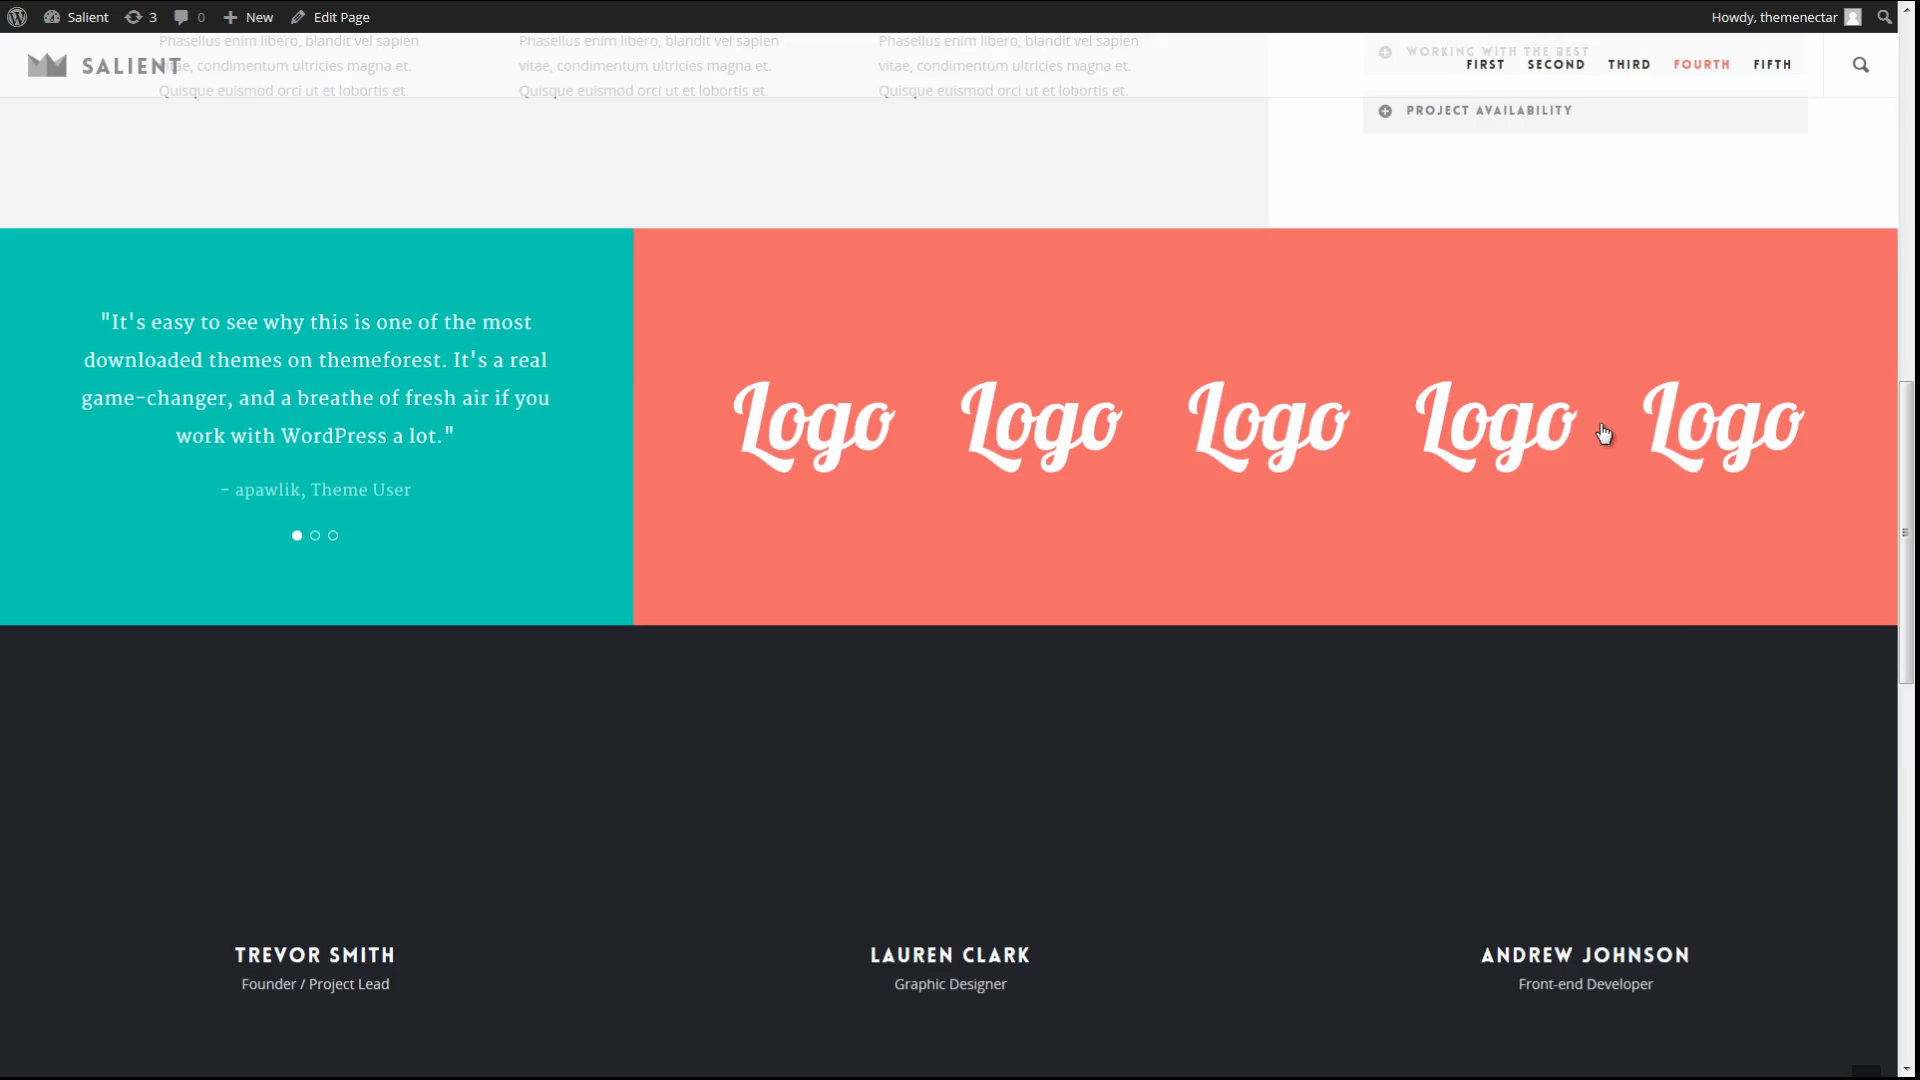 Salient 3 0 New Edit Page Howdy, themenectar
Phasellus enim libero, blandit vel sapien
vitae, condimentum ultricies magna et.
Quisque euismod orci ut et lobortis et.
Phasellus enim libero, blandit vel sapien
vitae, condimentum ultricies magna et.
Quisque euismod orci ut et lobortis et.
Phasellus enim libero, blandit vel sapien
vitae, condimentum ultricies magna et.
Quisque euismod orci ut et lobortis et.
SALIENT
WORKING WITH THE BEST
FIRST SECOND THIRD FOURTH FIFTH
PROJECT AVAILABILITY
"It's easy to see why this is one of the most
downloaded themes on themeforest. It's a real
game-changer, and a breathe of fresh air if you
work with WordPress a lot."
- apawlik, Theme User
Logo Logo Logo Logo Logo
TREVOR SMITH
Founder / Project Lead
LAUREN CLARK
Graphic Designer
ANDREW JOHNSON
Front-end Developer